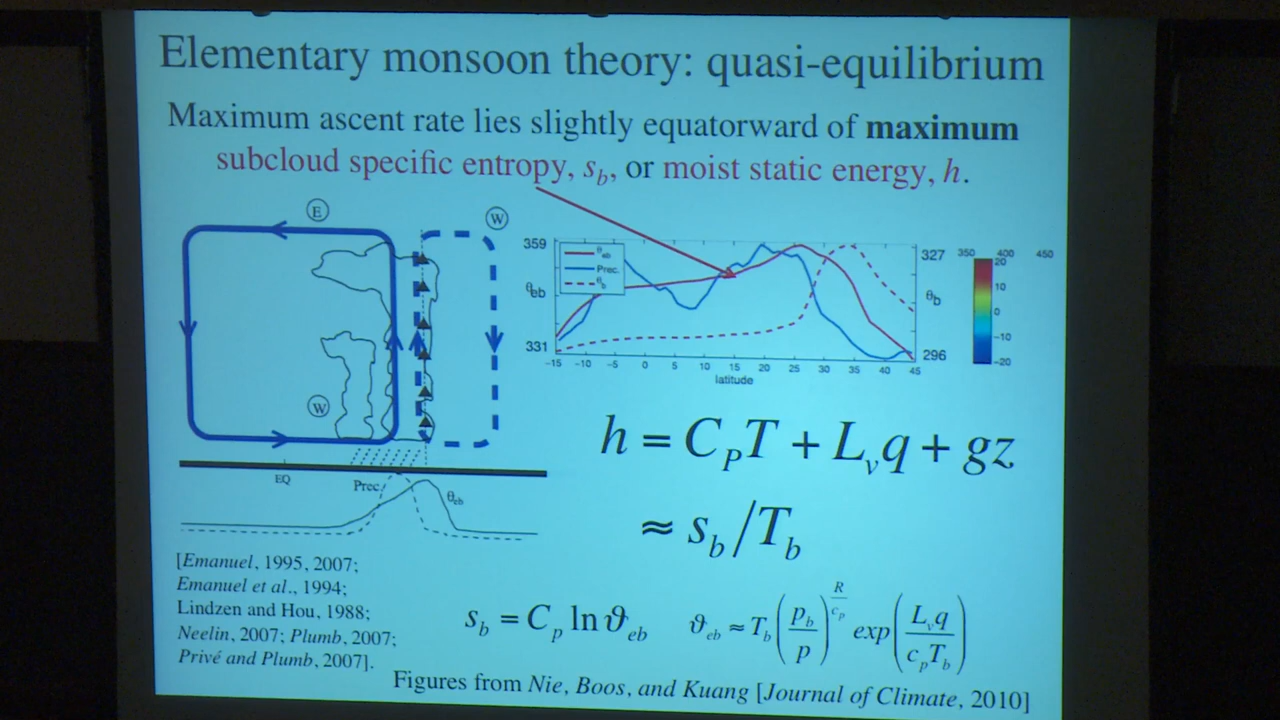 Elementary monsoon theory: quasi-equilibrium
Maximum ascent rate lies slightly equatorward of maximum
subcloud specific entropy, s_b, or moist static energy, h.
E
W
W
EQ
Prec.
θ_eb
359
θ_eb
331
θ_eb
Prec.
θ_b
327
θ_b
296
-15 -10 -5 0 5 10 15 20 25 30 35 40 45
latitude
350 400 450
20
10
0
-10
-20
h = C_P T + L_v q + gz
≈ s_b / T_b
[Emanuel, 1995, 2007;
Emanuel et al., 1994;
Lindzen and Hou, 1988;
Neelin, 2007; Plumb, 2007;
Privé and Plumb, 2007].
s_b = C_p ln ϑ_eb
ϑ_eb ≈ T_b (p_b / p)^(R / c_p) exp (L_v q / c_p T_b)
Figures from Nie, Boos, and Kuang [Journal of Climate, 2010]